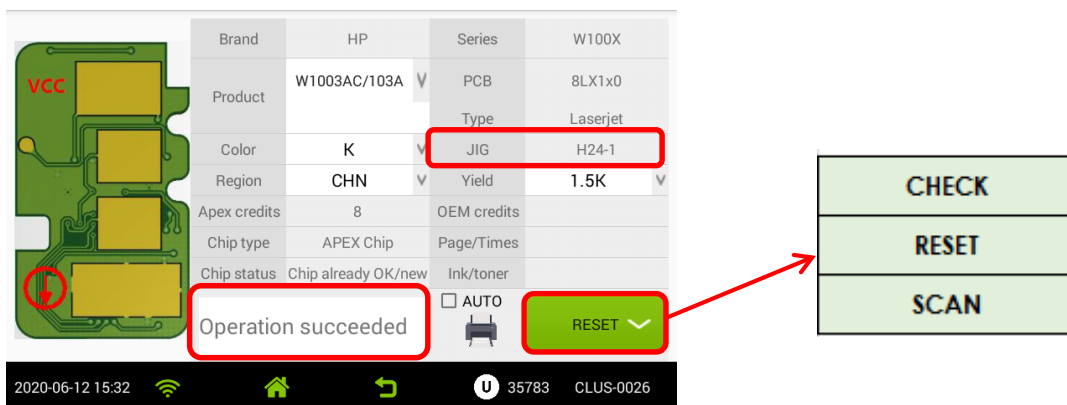 VCC
Brand HP Series W100X
Product W1003AC/103A PCB 8LX1x0
Type Laserjet
Color K JIG H24-1
Region CHN Yield 1.5K
Apex credits 8 OEM credits
Chip type APEX Chip Page/Times
Chip status Chip already OK/new Ink/toner
Operation succeeded
AUTO
RESET
2020-06-12 15:32 U 35783 CLUS-0026
CHECK
RESET
SCAN